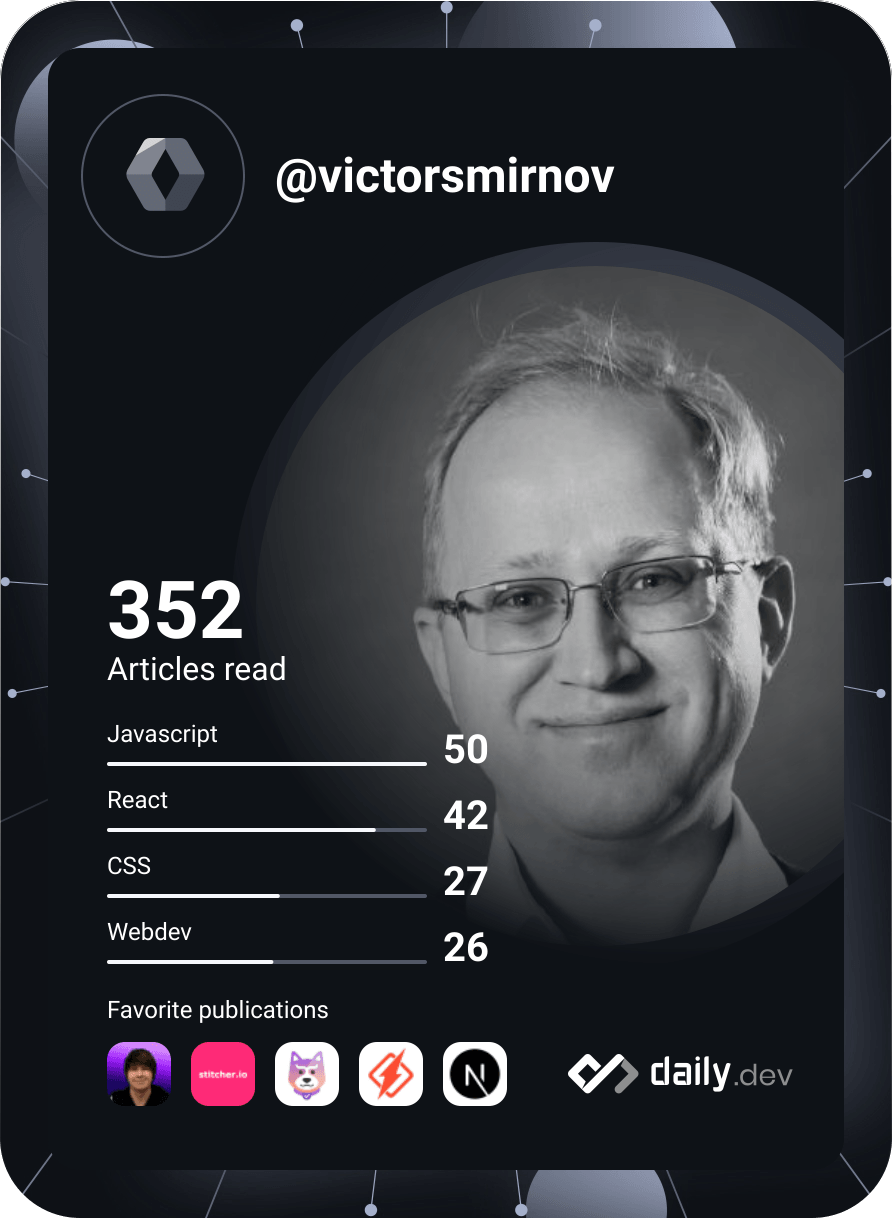 @victorsmirnov
352
Articles read
Javascript
50
React
42
CSS
27
Webdev
26
Favorite publications
stitcher.io
N
daily.dev